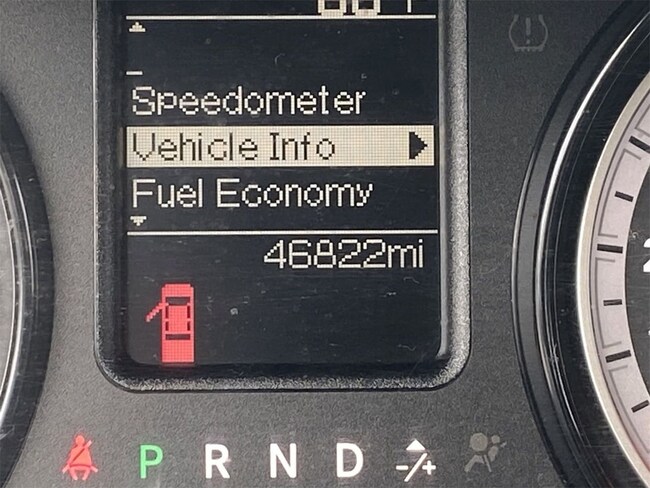 Speedometer
Vehicle Info
Fuel Economy
46822mi
P R N D -/+